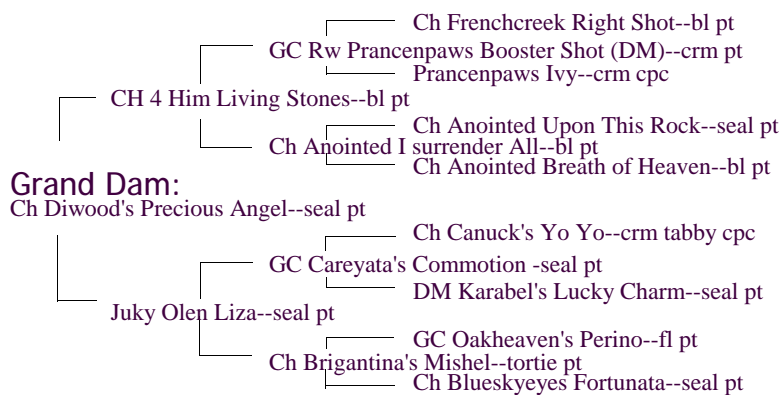 Ch Frenchcreek Right Shot--bl pt
GC Rw Prancenpaws Booster Shot (DM)--crm pt
Prancenpaws Ivy--crm cpc
CH 4 Him Living Stones--bl pt
Ch Anointed Upon This Rock--seal pt
Ch Anointed I surrender All--bl pt
Ch Anointed Breath of Heaven--bl pt
Grand Dam:
Ch Diwood's Precious Angel--seal pt
Ch Canuck's Yo Yo--crm tabby cpc
GC Careyata's Commotion -seal pt
DM Karabel's Lucky Charm--seal pt
Juky Olen Liza--seal pt
GC Oakheaven's Perino--fl pt
Ch Brigantina's Mishel--tortie pt
Ch Blueskyeyes Fortunata--seal pt